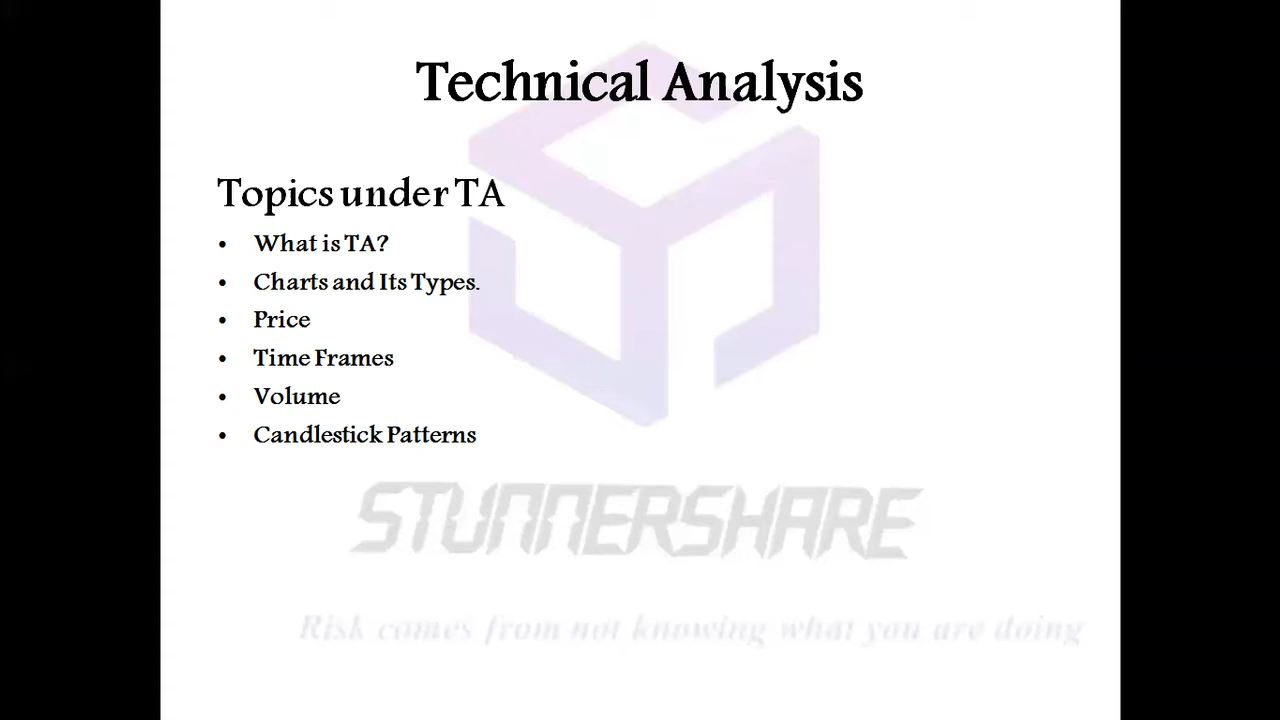 Technical Analysis
Topics under TA
• What is TA?
• Charts and Its Types.
• Price
• Time Frames
• Volume
• Candlestick Patterns
STUNNERSHARE
Risk comes from not knowing what you are doing